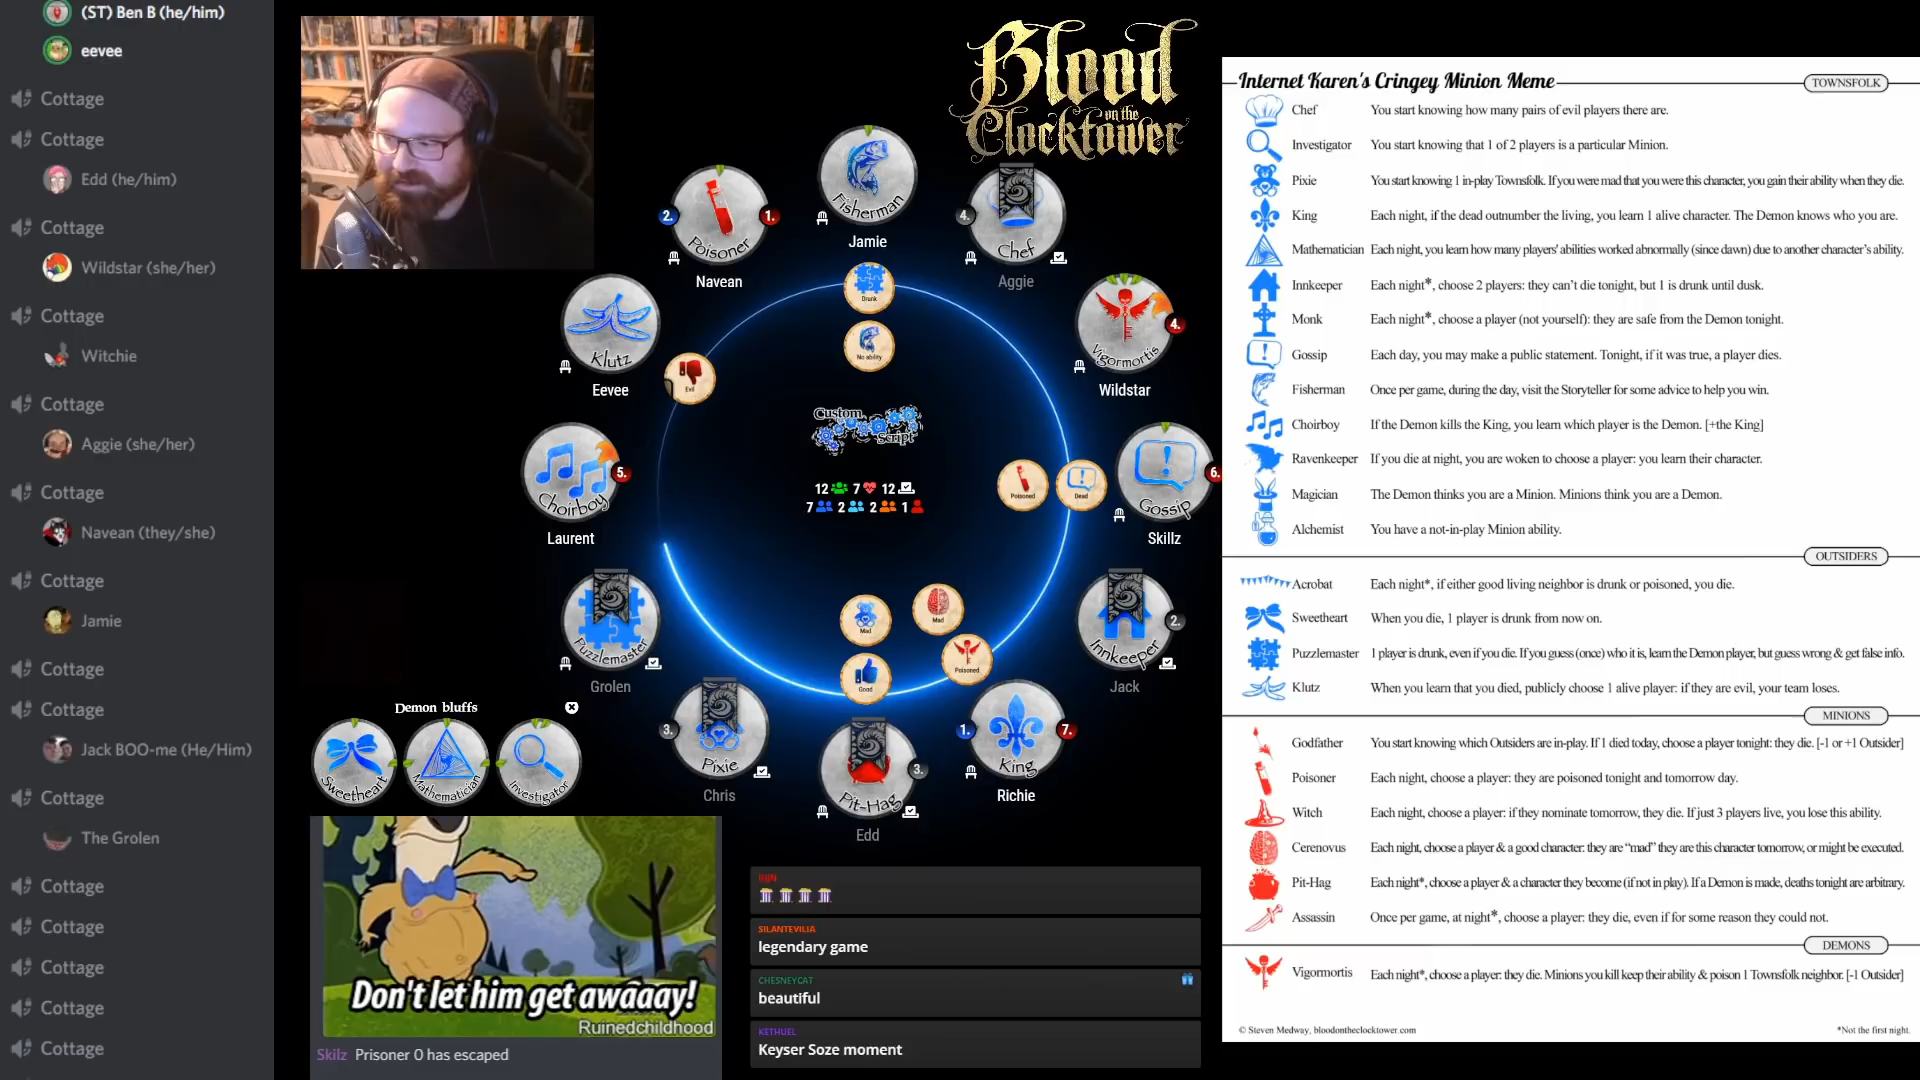 (ST) Ben B (he/him)
eevee
Cottage
Cottage
Edd (he/him)
Cottage
Wildstar (she/her)
Cottage
Witchie
Cottage
Aggie (she/her)
Cottage
Navean (they/she)
Cottage
Jamie
Cottage
Cottage
Jack BOO-me (He/Him)
Cottage
The Grolen
Cottage
Cottage
Cottage
Cottage
Cottage
Blood
on the
Clocktower
Fisherman
Jamie
4.
Chef
Aggie
2.
1.
Poisoner
Navean
Klutz
Eevee
Evil
Drunk
No ability
4.
Vigormortis
Wildstar
Custom
Script
12 7 12
7 2 2 1
5.
Choirboy
Laurent
Poisoned
Dead
6.
Gossip
Skillz
Puzzlemaster
Grolen
2.
Innkeeper
Jack
Mad
Mad
Good
Poisoned
3.
Pixie
Chris
3.
Pit-Hag
Edd
1.
7.
King
Richie
Demon bluffs
Sweetheart
Mathematician
Investigator
Don't let him get awaaay!
Ruinedchildhood
Skilz Prisoner 0 has escaped
SILANTEVILIA
legendary game
CHESNEYCAT
beautiful
KETHUEL
Keyser Soze moment
Internet Karen's Cringey Minion Meme
TOWNSFOLK
Chef You start knowing how many pairs of evil players there are.
Investigator You start knowing that 1 of 2 players is a particular Minion.
Pixie You start knowing 1 in-play Townsfolk. If you were mad that you were this character, you gain their ability when they die.
King Each night, if the dead outnumber the living, you learn 1 alive character. The Demon knows who you are.
Mathematician Each night, you learn how many players' abilities worked abnormally (since dawn) due to another character's ability.
Innkeeper Each night*, choose 2 players: they can't die tonight, but 1 is drunk until dusk.
Monk Each night*, choose a player (not yourself): they are safe from the Demon tonight.
Gossip Each day, you may make a public statement. Tonight, if it was true, a player dies.
Fisherman Once per game, during the day, visit the Storyteller for some advice to help you win.
Choirboy If the Demon kills the King, you learn which player is the Demon. [+the King]
Ravenkeeper If you die at night, you are woken to choose a player: you learn their character.
Magician The Demon thinks you are a Minion. Minions think you are a Demon.
Alchemist You have a not-in-play Minion ability.
OUTSIDERS
Acrobat Each night*, if either good living neighbor is drunk or poisoned, you die.
Sweetheart When you die, 1 player is drunk from now on.
Puzzlemaster 1 player is drunk, even if you die. If you guess (once) who it is, learn the Demon player, but guess wrong & get false info.
Klutz When you learn that you died, publicly choose 1 alive player: if they are evil, your team loses.
MINIONS
Godfather You start knowing which Outsiders are in-play. If 1 died today, choose a player tonight: they die. [-1 or +1 Outsider]
Poisoner Each night, choose a player: they are poisoned tonight and tomorrow day.
Witch Each night, choose a player: if they nominate tomorrow, they die. If just 3 players live, you lose this ability.
Cerenovus Each night, choose a player & a good character: they are “mad” they are this character tomorrow, or might be executed.
Pit-Hag Each night*, choose a player & a character they become (if not in play). If a Demon is made, deaths tonight are arbitrary.
Assassin Once per game, at night*, choose a player: they die, even if for some reason they could not.
DEMONS
Vigormortis Each night*, choose a player: they die. Minions you kill keep their ability & poison 1 Townsfolk neighbor. [-1 Outsider]
© Steven Medway, bloodontheclocktower.com
*Not the first night.